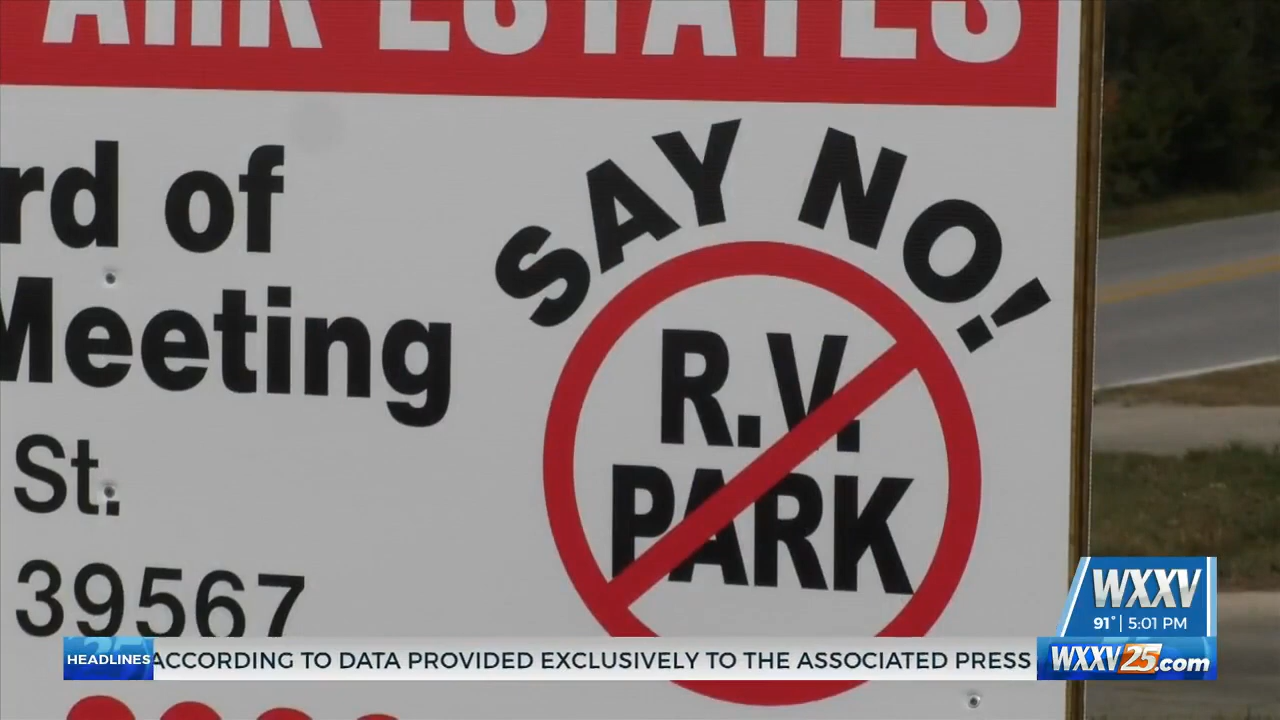 ESTATES
rd of
Meeting
St.
39567
SAY NO!
R.V.
PARK
WXXV
91° | 5:01 PM
HEADLINES ACCORDING TO DATA PROVIDED EXCLUSIVELY TO THE ASSOCIATED PRESS
WXXV25.com